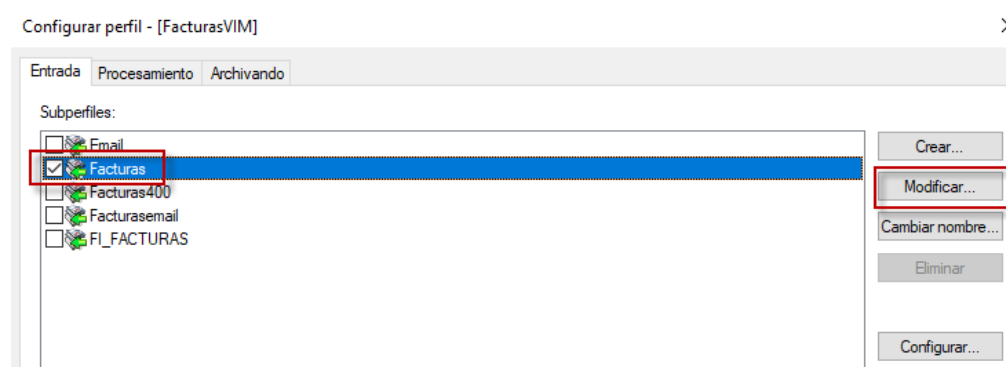 Configurar perfil - [FacturasVIM]
Entrada Procesamiento Archivando
Subperfiles:
Email
Facturas
Facturas400
Facturasemail
FI_FACTURAS
Crear...
Modificar...
Cambiar nombre...
Eliminar
Configurar...